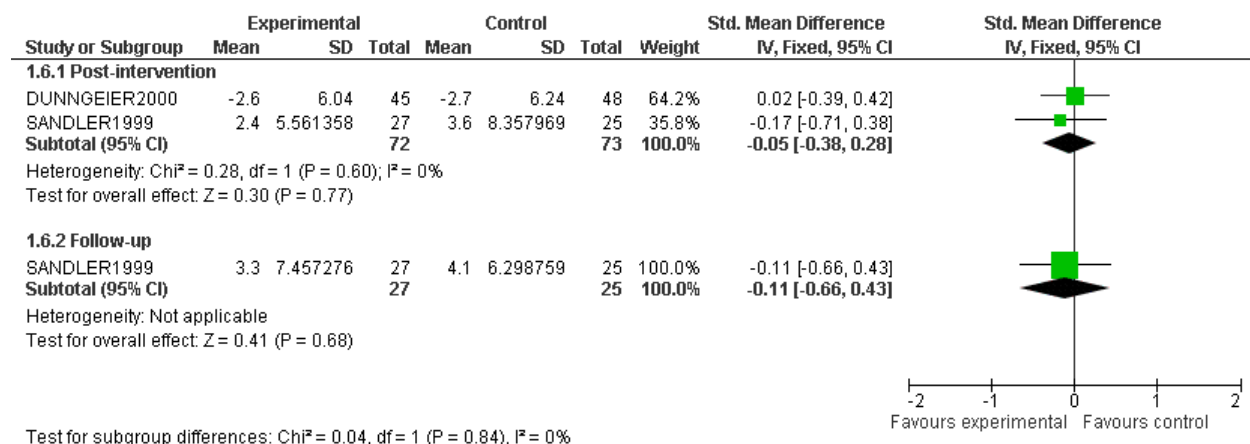 Experimental Control Std. Mean Difference Std. Mean Difference
Study or Subgroup Mean SD Total Mean SD Total Weight IV, Fixed, 95% CI IV, Fixed, 95% CI
1.6.1 Post-intervention
DUNNGEIER2000 -2.6 6.04 45 -2.7 6.24 48 64.2% 0.02 [-0.39, 0.42]
SANDLER1999 2.4 5.561358 27 3.6 8.357969 25 35.8% -0.17 [-0.71, 0.38]
Subtotal (95% CI) 72 73 100.0% -0.05 [-0.38, 0.28]
Heterogeneity: Chi² = 0.28, df = 1 (P = 0.60); I² = 0%
Test for overall effect: Z = 0.30 (P = 0.77)
1.6.2 Follow-up
SANDLER1999 3.3 7.457276 27 4.1 6.298759 25 100.0% -0.11 [-0.66, 0.43]
Subtotal (95% CI) 27 25 100.0% -0.11 [-0.66, 0.43]
Heterogeneity: Not applicable
Test for overall effect: Z = 0.41 (P = 0.68)
-2 -1 0 1 2
Favours experimental Favours control
Test for subgroup differences: Chi² = 0.04, df = 1 (P = 0.84), I² = 0%